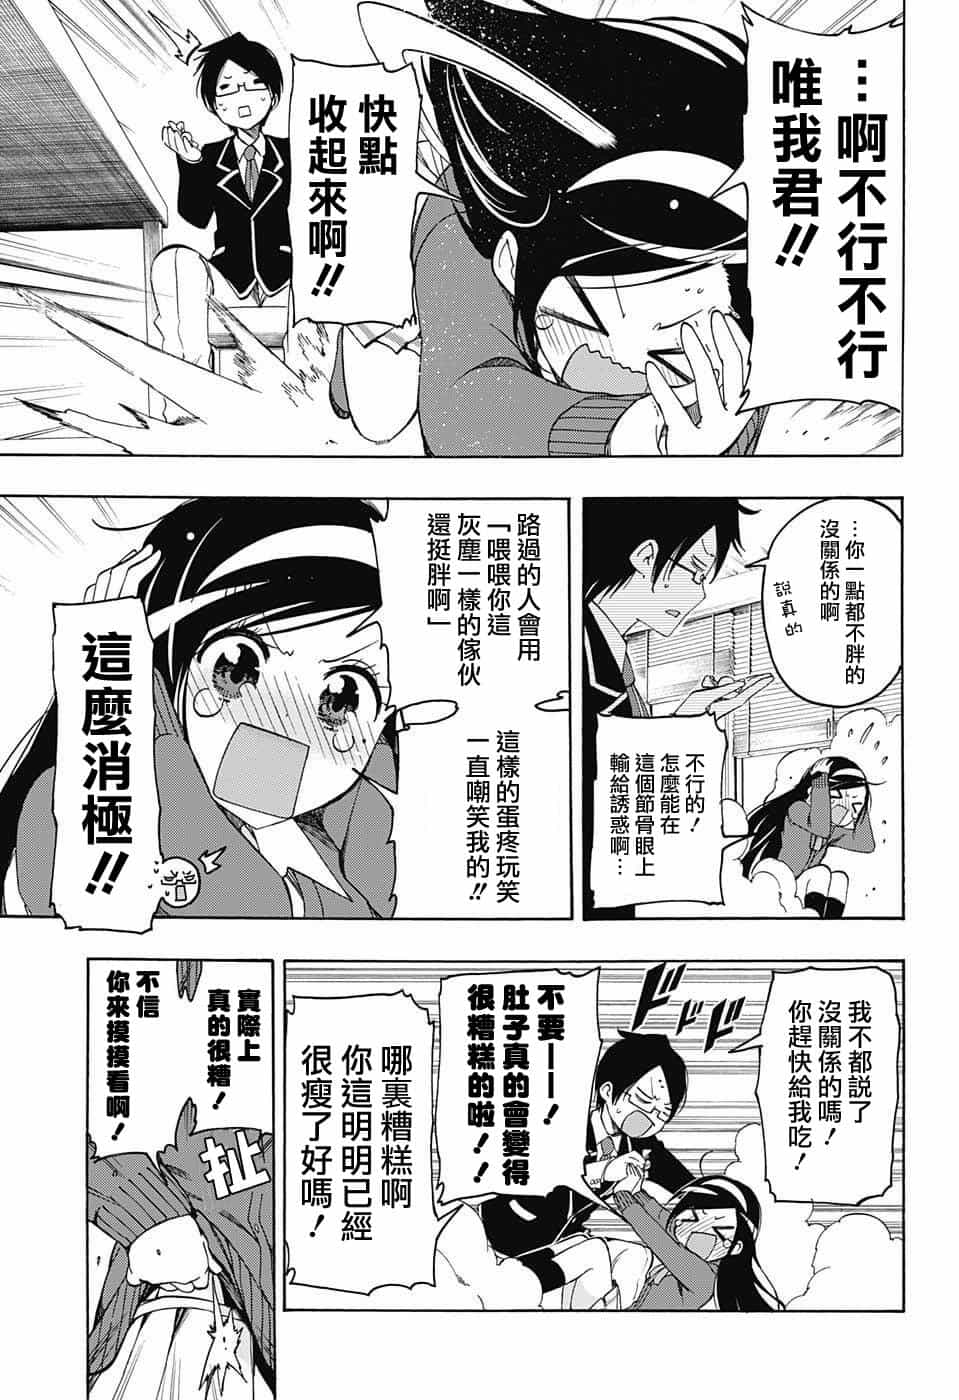 …啊不行不行
唯我君!!
快點
收起來啊!!
…你一點都不胖的
沒關係的啊
說真的
不行的！
怎麼能在
這個節骨眼上
輸給誘惑啊…
路過的人會用
「喂喂你這
灰塵一樣的傢伙
還挺胖啊」
這樣的蛋疼玩笑
一直嘲笑我的!!
這麼消極!!
我不都說了
沒關係的嗎！
你趕快給我吃！
ドドド
不要——！
肚子真的會變得
很糟糕的啦！
哪裏糟糕啊
你這明明已經
很瘦了好嗎！
實際上
真的很糟！
不信
你來摸摸看啊！
扯